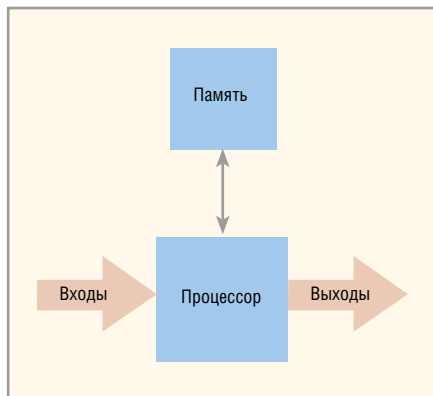 Память
Входы
Процессор
Выходы